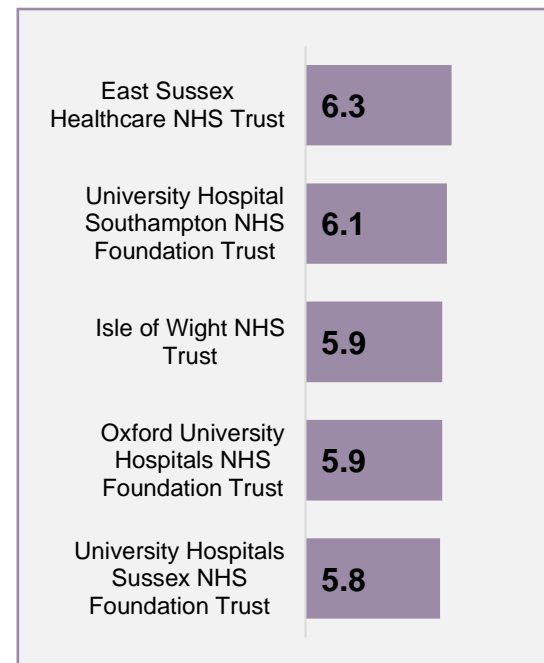 East Sussex
Healthcare NHS Trust
6.3
University Hospital
Southampton NHS
Foundation Trust
6.1
Isle of Wight NHS
Trust
5.9
Oxford University
Hospitals NHS
Foundation Trust
5.9
University Hospitals
Sussex NHS
Foundation Trust
5.8